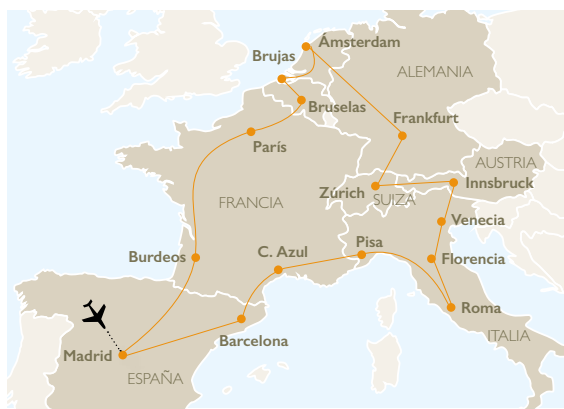 Ámsterdam
Brujas
ALEMANIA
Bruselas
Frankfurt
París
AUSTRIA
Innsbruck
Zúrich
SUIZA
FRANCIA
Venecia
C. Azul
Pisa
Burdeos
Florencia
Roma
Barcelona
ITALIA
Madrid
ESPAÑA